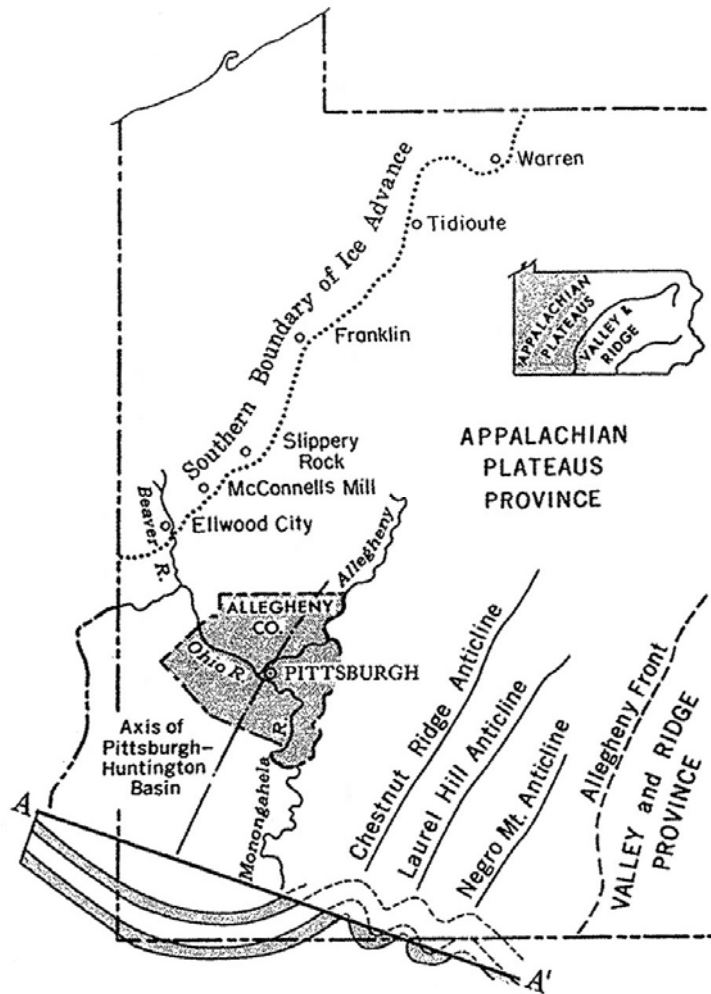 Warren
Tidioute
Southern Boundary of Ice Advance
Franklin
APPALACHIAN
PLATEAUS
VALLEY &
RIDGE
Slippery
Rock
McConnells Mill
Ellwood City
APPALACHIAN
PLATEAUS
PROVINCE
Beaver
R.
Allegheny
ALLEGHENY
CO.
Ohio R.
PITTSBURGH
R.
Monongahela
Axis of
Pittsburgh–
Huntington
Basin
Chestnut Ridge Anticline
Laurel Hill Anticline
Negro Mt. Anticline
Allegheny Front
VALLEY and RIDGE
PROVINCE
A
A'